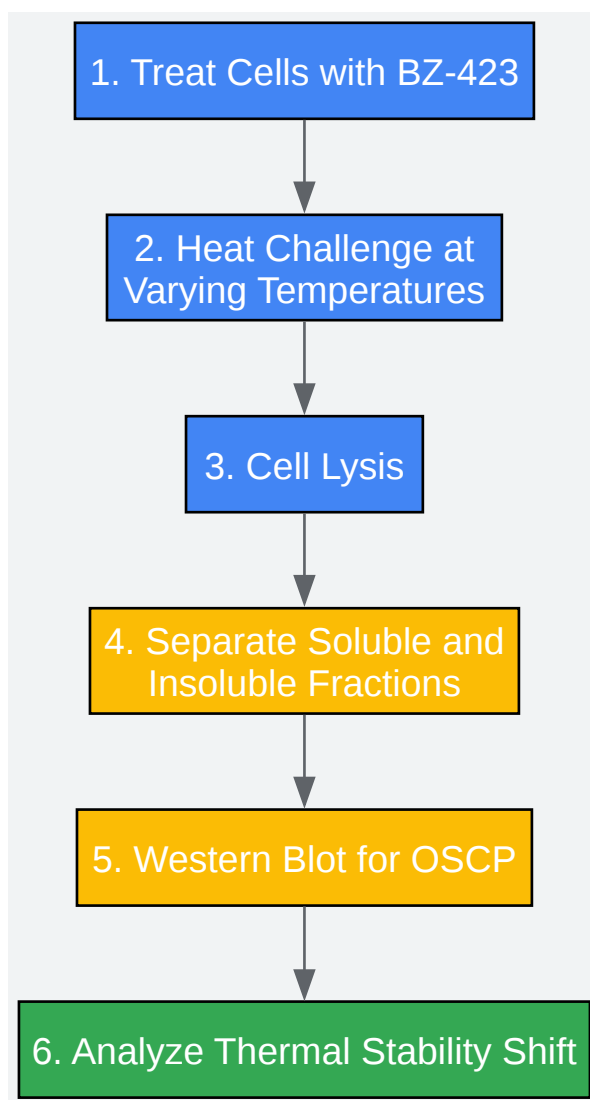 1. Treat Cells with BZ-423
2. Heat Challenge at
Varying Temperatures
3. Cell Lysis
4. Separate Soluble and
Insoluble Fractions
5. Western Blot for OSCP
6. Analyze Thermal Stability Shift